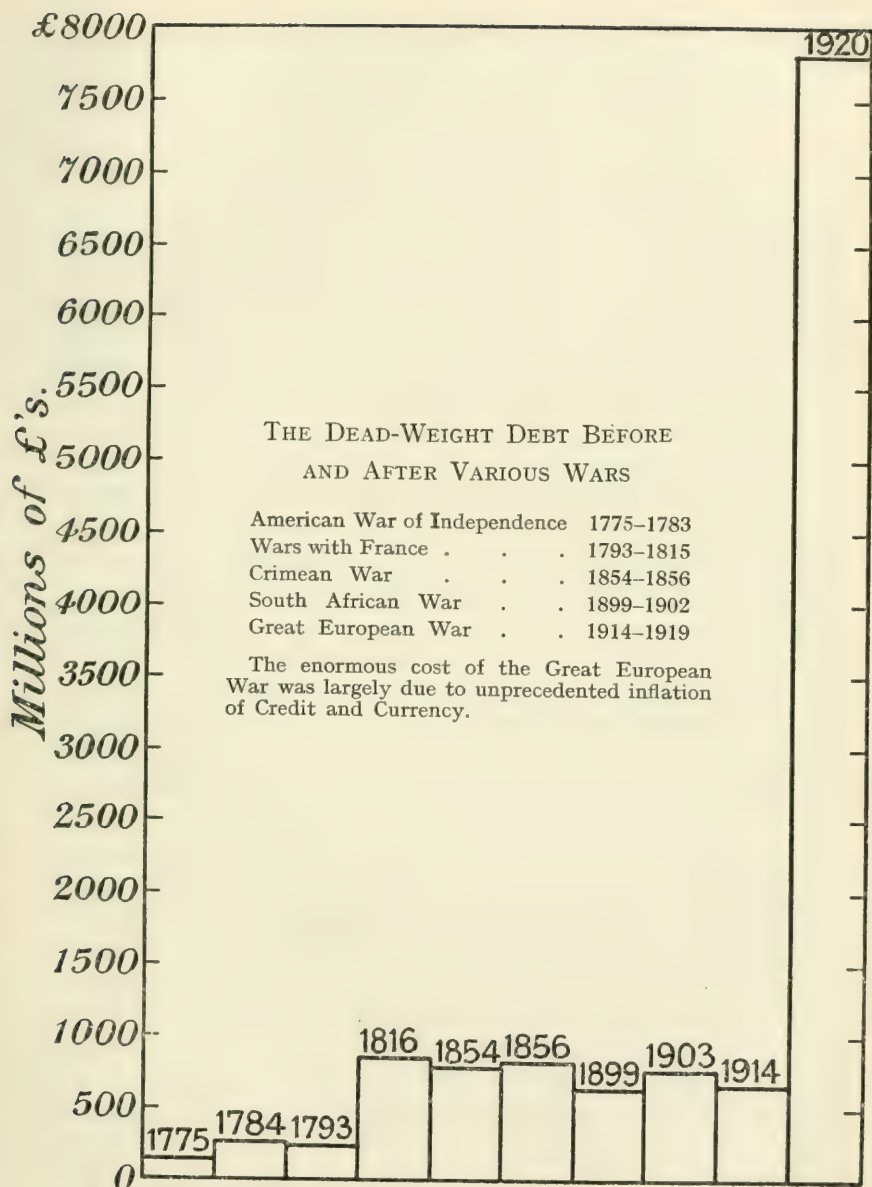 £8000
7500
7000
6500
6000
5500
5000
4500
4000
3500
3000
2500
2000
1500
1000
500
0
Millions of £'s.
THE DEAD-WEIGHT DEBT BEFORE
AND AFTER VARIOUS WARS
American War of Independence 1775–1783
Wars with France . . . 1793–1815
Crimean War . . . 1854–1856
South African War . . 1899–1902
Great European War . . 1914–1919
The enormous cost of the Great European
War was largely due to unprecedented inflation
of Credit and Currency.
1775
1784
1793
1816
1854
1856
1899
1903
1914
1920